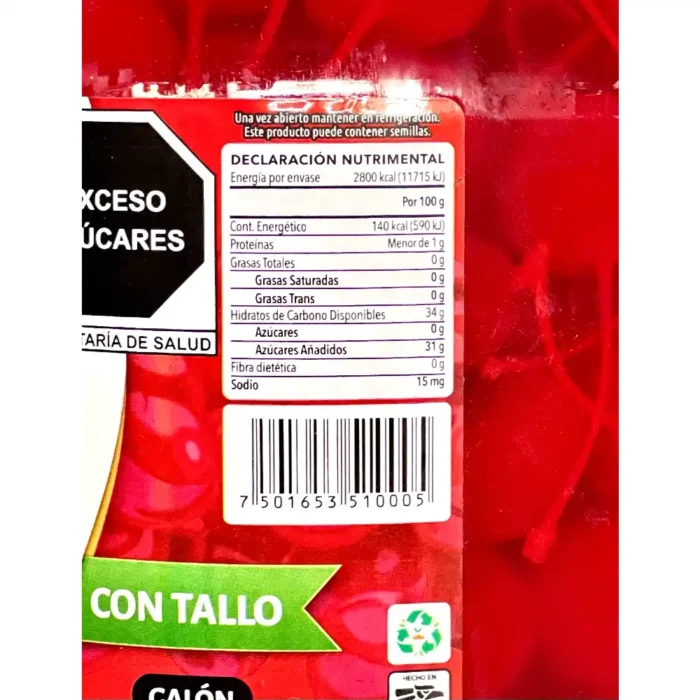 Una vez abierto mantener en refrigeración.
Este producto puede contener semillas.
XCESO
ÚCARES
TARÍA DE SALUD
DECLARACIÓN NUTRIMENTAL
Energía por envase 2800 kcal (11715 kJ)
Por 100 g
Cont. Energético 140 kcal (590 kJ)
Proteínas Menor de 1 g
Grasas Totales 0 g
Grasas Saturadas 0 g
Grasas Trans 0 g
Hidratos de Carbono Disponibles 34 g
Azúcares 0 g
Azúcares Añadidos 31 g
Fibra dietética 0 g
Sodio 15 mg
7 501653 510005
CON TALLO
GALÓN
HECHO EN